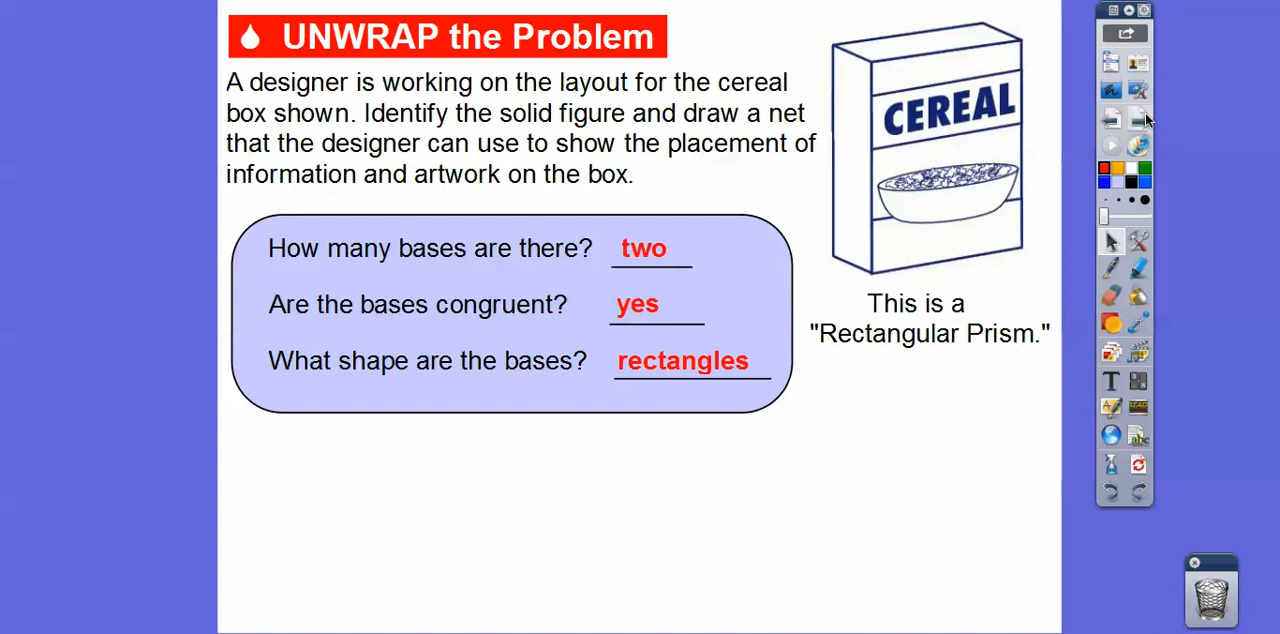 UNWRAP the Problem
A designer is working on the layout for the cereal
box shown. Identify the solid figure and draw a net
that the designer can use to show the placement of
information and artwork on the box.
CEREAL
How many bases are there? two
Are the bases congruent? yes
What shape are the bases? rectangles
This is a
"Rectangular Prism."
T
abc